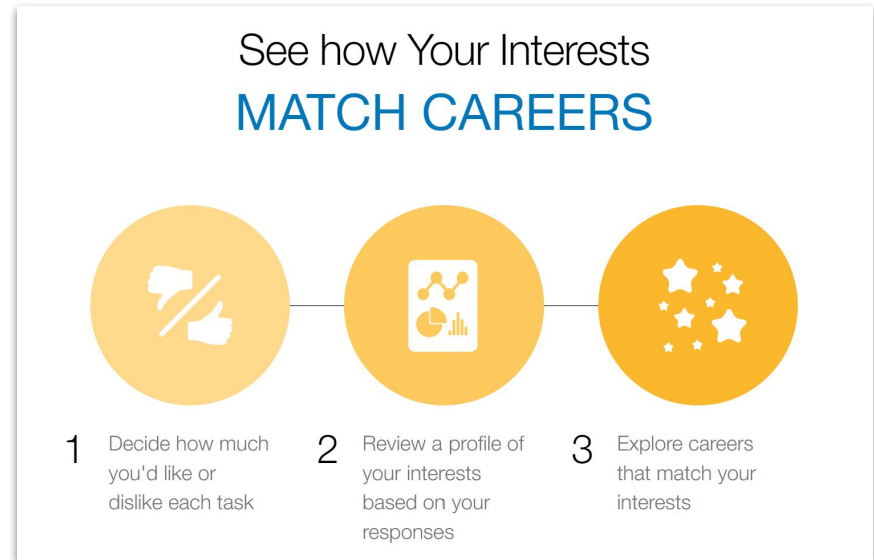 See how Your Interests
MATCH CAREERS
1
Decide how much
you'd like or
dislike each task
2
Review a profile of
your interests
based on your
responses
3
Explore careers
that match your
interests